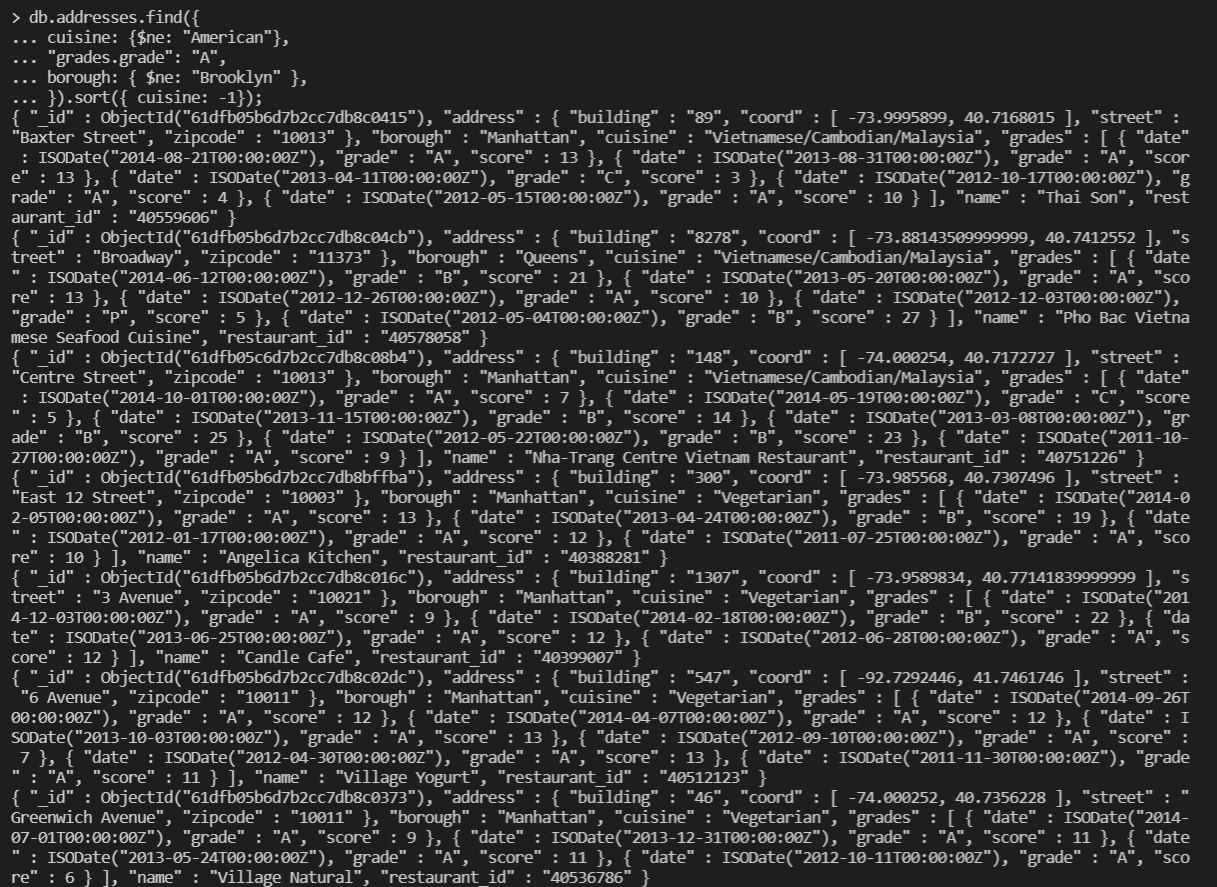 > db.addresses.find({
... cuisine: {$ne: "American"},
... "grades.grade": "A",
... borough: { $ne: "Brooklyn" },
... }).sort({ cuisine: -1});
{ "_id" : ObjectId("61dfb05b6d7b2cc7db8c0415"), "address" : { "building" : "89", "coord" : [ -73.9995899, 40.7168015 ], "street" :
"Baxter Street", "zipcode" : "10013" }, "borough" : "Manhattan", "cuisine" : "Vietnamese/Cambodian/Malaysia", "grades" : [ { "date"
 : ISODate("2014-08-21T00:00:00Z"), "grade" : "A", "score" : 13 }, { "date" : ISODate("2013-08-31T00:00:00Z"), "grade" : "A", "scor
e" : 13 }, { "date" : ISODate("2013-04-11T00:00:00Z"), "grade" : "C", "score" : 3 }, { "date" : ISODate("2012-10-17T00:00:00Z"), "g
rade" : "A", "score" : 4 }, { "date" : ISODate("2012-05-15T00:00:00Z"), "grade" : "A", "score" : 10 } ], "name" : "Thai Son", "rest
aurant_id" : "40559606" }
{ "_id" : ObjectId("61dfb05b6d7b2cc7db8c04cb"), "address" : { "building" : "8278", "coord" : [ -73.88143509999999, 40.7412552 ], "s
treet" : "Broadway", "zipcode" : "11373" }, "borough" : "Queens", "cuisine" : "Vietnamese/Cambodian/Malaysia", "grades" : [ { "date
" : ISODate("2014-06-12T00:00:00Z"), "grade" : "B", "score" : 21 }, { "date" : ISODate("2013-05-20T00:00:00Z"), "grade" : "A", "sco
re" : 13 }, { "date" : ISODate("2012-12-26T00:00:00Z"), "grade" : "A", "score" : 10 }, { "date" : ISODate("2012-12-03T00:00:00Z"),
"grade" : "P", "score" : 5 }, { "date" : ISODate("2012-05-04T00:00:00Z"), "grade" : "B", "score" : 27 } ], "name" : "Pho Bac Vietna
mese Seafood Cuisine", "restaurant_id" : "40578058" }
{ "_id" : ObjectId("61dfb05c6d7b2cc7db8c08b4"), "address" : { "building" : "148", "coord" : [ -74.000254, 40.7172727 ], "street" :
"Centre Street", "zipcode" : "10013" }, "borough" : "Manhattan", "cuisine" : "Vietnamese/Cambodian/Malaysia", "grades" : [ { "date"
 : ISODate("2014-10-01T00:00:00Z"), "grade" : "A", "score" : 7 }, { "date" : ISODate("2014-05-19T00:00:00Z"), "grade" : "C", "score
" : 5 }, { "date" : ISODate("2013-11-15T00:00:00Z"), "grade" : "B", "score" : 14 }, { "date" : ISODate("2013-03-08T00:00:00Z"), "gr
ade" : "B", "score" : 25 }, { "date" : ISODate("2012-05-22T00:00:00Z"), "grade" : "B", "score" : 23 }, { "date" : ISODate("2011-10-
27T00:00:00Z"), "grade" : "A", "score" : 9 } ], "name" : "Nha-Trang Centre Vietnam Restaurant", "restaurant_id" : "40751226" }
{ "_id" : ObjectId("61dfb05b6d7b2cc7db8bffba"), "address" : { "building" : "300", "coord" : [ -73.985568, 40.7307496 ], "street" :
"East 12 Street", "zipcode" : "10003" }, "borough" : "Manhattan", "cuisine" : "Vegetarian", "grades" : [ { "date" : ISODate("2014-0
2-05T00:00:00Z"), "grade" : "A", "score" : 13 }, { "date" : ISODate("2013-04-24T00:00:00Z"), "grade" : "B", "score" : 19 }, { "date
" : ISODate("2012-01-17T00:00:00Z"), "grade" : "A", "score" : 12 }, { "date" : ISODate("2011-07-25T00:00:00Z"), "grade" : "A", "sco
re" : 10 } ], "name" : "Angelica Kitchen", "restaurant_id" : "40388281" }
{ "_id" : ObjectId("61dfb05b6d7b2cc7db8c016c"), "address" : { "building" : "1307", "coord" : [ -73.9589834, 40.77141839999999 ], "s
treet" : "3 Avenue", "zipcode" : "10021" }, "borough" : "Manhattan", "cuisine" : "Vegetarian", "grades" : [ { "date" : ISODate("201
4-12-03T00:00:00Z"), "grade" : "A", "score" : 9 }, { "date" : ISODate("2014-02-18T00:00:00Z"), "grade" : "B", "score" : 22 }, { "da
te" : ISODate("2013-06-25T00:00:00Z"), "grade" : "A", "score" : 12 }, { "date" : ISODate("2012-06-28T00:00:00Z"), "grade" : "A", "s
core" : 12 } ], "name" : "Candle Cafe", "restaurant_id" : "40399007" }
{ "_id" : ObjectId("61dfb05b6d7b2cc7db8c02dc"), "address" : { "building" : "547", "coord" : [ -92.7292446, 41.7461746 ], "street" :
 "6 Avenue", "zipcode" : "10011" }, "borough" : "Manhattan", "cuisine" : "Vegetarian", "grades" : [ { "date" : ISODate("2014-09-26T
00:00:00Z"), "grade" : "A", "score" : 12 }, { "date" : ISODate("2014-04-07T00:00:00Z"), "grade" : "A", "score" : 12 }, { "date" : I
SODate("2013-10-03T00:00:00Z"), "grade" : "A", "score" : 13 }, { "date" : ISODate("2012-09-10T00:00:00Z"), "grade" : "A", "score" :
 7 }, { "date" : ISODate("2012-04-30T00:00:00Z"), "grade" : "A", "score" : 13 }, { "date" : ISODate("2011-11-30T00:00:00Z"), "grade
" : "A", "score" : 11 } ], "name" : "Village Yogurt", "restaurant_id" : "40512123" }
{ "_id" : ObjectId("61dfb05b6d7b2cc7db8c0373"), "address" : { "building" : "46", "coord" : [ -74.000252, 40.7356228 ], "street" : "
Greenwich Avenue", "zipcode" : "10011" }, "borough" : "Manhattan", "cuisine" : "Vegetarian", "grades" : [ { "date" : ISODate("2014-
07-01T00:00:00Z"), "grade" : "A", "score" : 9 }, { "date" : ISODate("2013-12-31T00:00:00Z"), "grade" : "A", "score" : 11 }, { "date
" : ISODate("2013-05-24T00:00:00Z"), "grade" : "A", "score" : 11 }, { "date" : ISODate("2012-10-11T00:00:00Z"), "grade" : "A", "sco
re" : 6 } ], "name" : "Village Natural", "restaurant_id" : "40536786" }